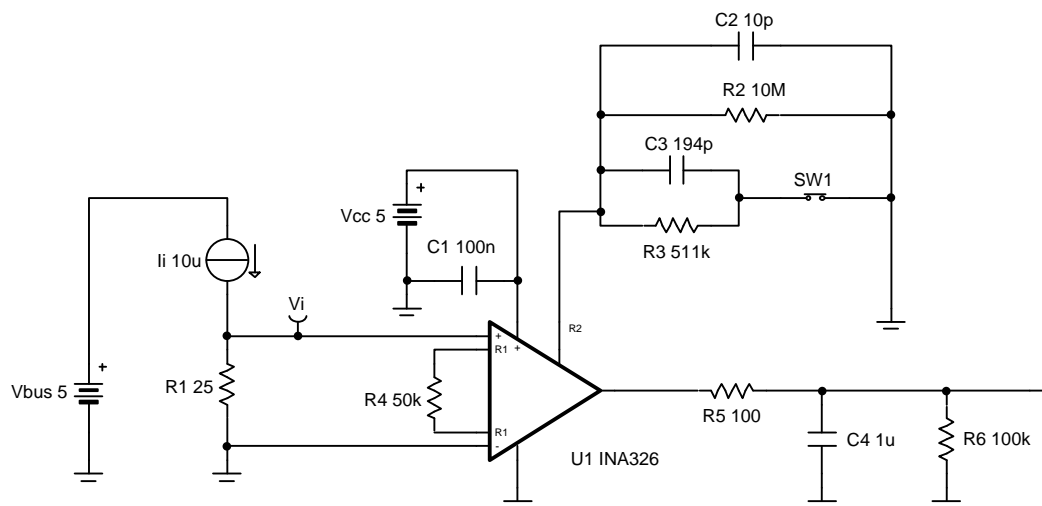 C2 10p
R2 10M
C3 194p
SW1
R3 511k
+
Vcc 5
C1 100n
Ii 10u
Vi
R2
+
Vbus 5
R1 25
R4 50k
+
R1
+
R1
-
U1 INA326
R5 100
C4 1u
R6 100k